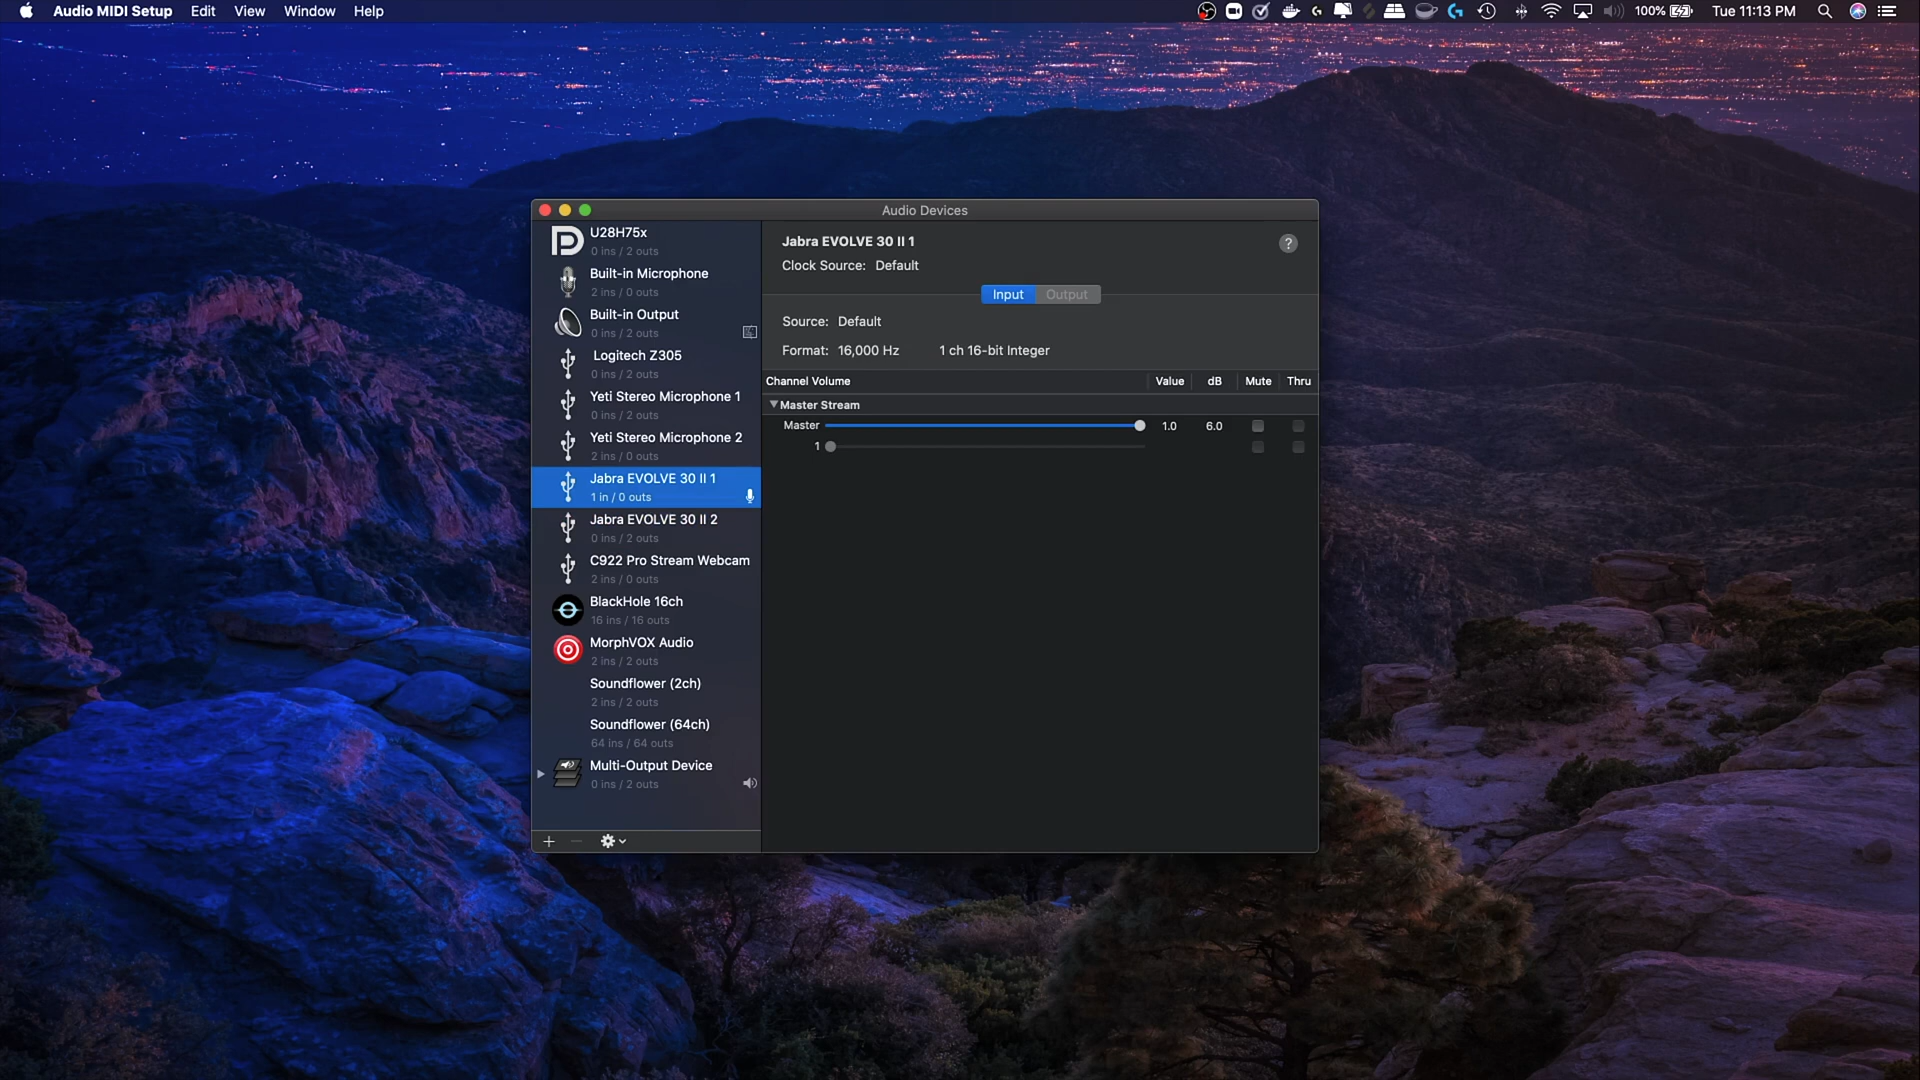 Audio MIDI Setup Edit View Window Help
100% Tue 11:13 PM
Audio Devices
U28H75x
0 ins / 2 outs
Built-in Microphone
2 ins / 0 outs
Built-in Output
0 ins / 2 outs
Logitech Z305
0 ins / 2 outs
Yeti Stereo Microphone 1
0 ins / 2 outs
Yeti Stereo Microphone 2
2 ins / 0 outs
Jabra EVOLVE 30 II 1
1 in / 0 outs
Jabra EVOLVE 30 II 2
0 ins / 2 outs
C922 Pro Stream Webcam
2 ins / 0 outs
BlackHole 16ch
16 ins / 16 outs
MorphVOX Audio
2 ins / 2 outs
Soundflower (2ch)
2 ins / 2 outs
Soundflower (64ch)
64 ins / 64 outs
Multi-Output Device
0 ins / 2 outs
Jabra EVOLVE 30 II 1
?
Clock Source: Default
Input Output
Source: Default
Format: 16,000 Hz 1 ch 16-bit Integer
Channel Volume Value dB Mute Thru
Master Stream
Master 1.0 6.0
1